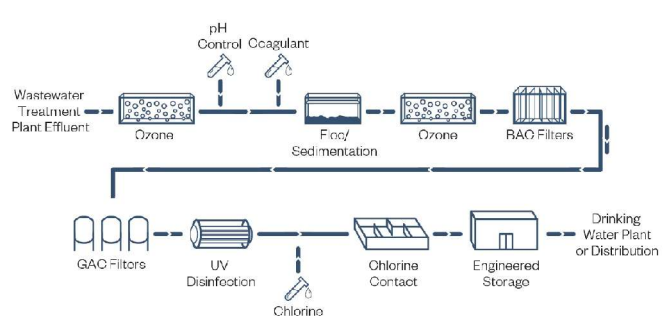 pH
Control Coagulant
Wastewater
Treatment
Plant Effluent
Ozone
Floc/
Sedimentation
Ozone
BAC Filters
GAC Filters
UV
Disinfection
Chlorine
Chlorine
Contact
Engineered
Storage
Drinking
Water Plant
or Distribution